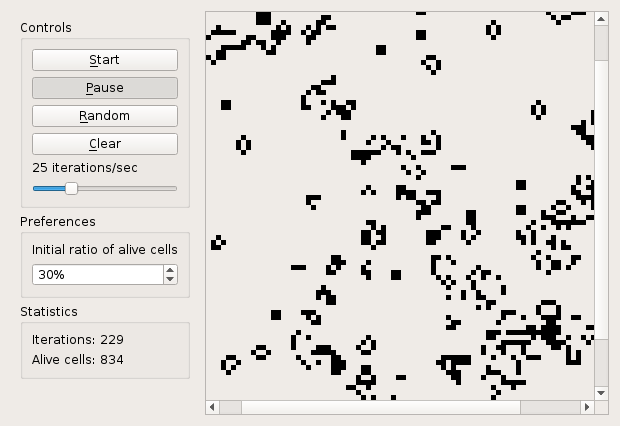 Controls
Start
Pause
Random
Clear
25 iterations/sec
Preferences
Initial ratio of alive cells
30%
Statistics
Iterations: 229
Alive cells: 834